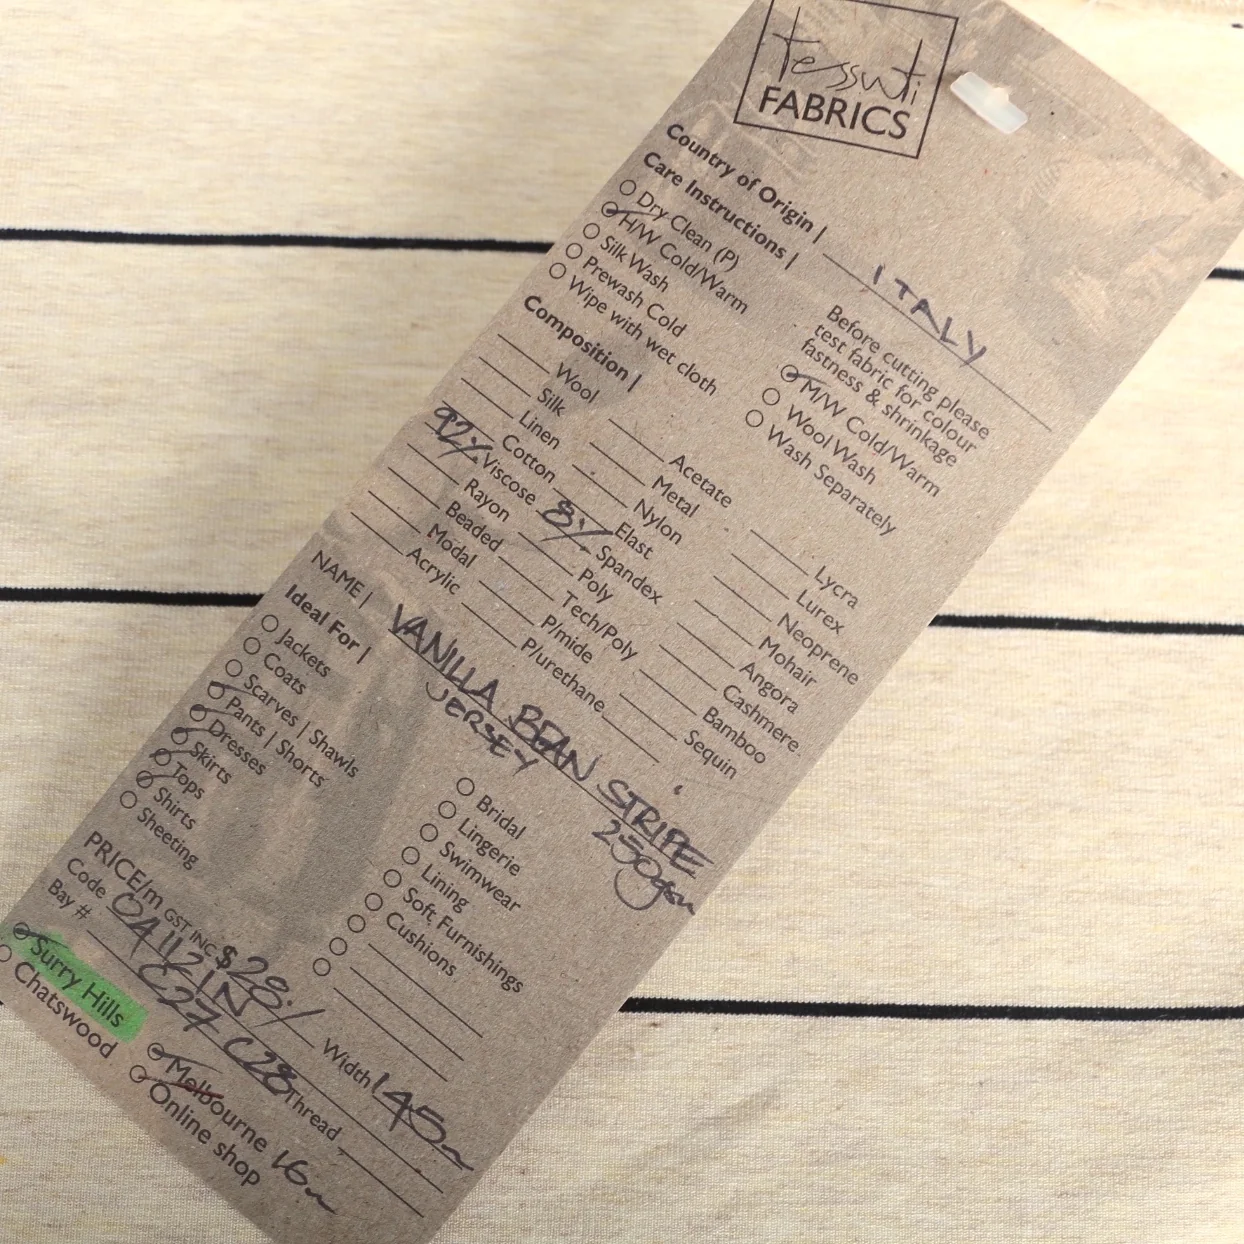 tessuti
FABRICS
Country of Origin | ITALY
Care Instructions |
Dry Clean (P)
H/W Cold/Warm
Silk Wash
Prewash Cold
Wipe with wet cloth
Before cutting please
test fabric for colour
fastness & shrinkage
M/W Cold/Warm
Wool Wash
Wash Separately
Composition |
Wool
Silk
Linen
Cotton
92% Viscose
Rayon
Beaded
Modal
Acrylic
Acetate
Metal
Nylon
Elast
8% Spandex
Poly
Tech/Poly
P/mide
P/urethane
Lycra
Lurex
Neoprene
Mohair
Angora
Cashmere
Bamboo
Sequin
NAME | VANILLA BEAN STRIPE
JERSEY 250gsm
Ideal For |
Jackets
Coats
Scarves | Shawls
Pants | Shorts
Dresses
Skirts
Tops
Shirts
Sheeting
Bridal
Lingerie
Swimwear
Lining
Soft Furnishings
Cushions
PRICE/m GST INC $28./ Width 145
Code 04112IN Thread
Bay # C27 C28
Surry Hills
Chatswood
Melbourne 16m
Online shop